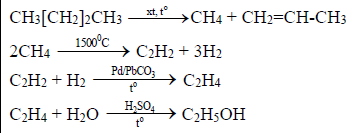 CH3[CH2]2CH3 xt, t° → CH4 + CH2=CH-CH3
2CH4 1500⁰C → C2H2 + 3H2
C2H2 + H2 Pd/PbCO3 t° → C2H4
C2H4 + H2O H2SO4 t° → C2H5OH